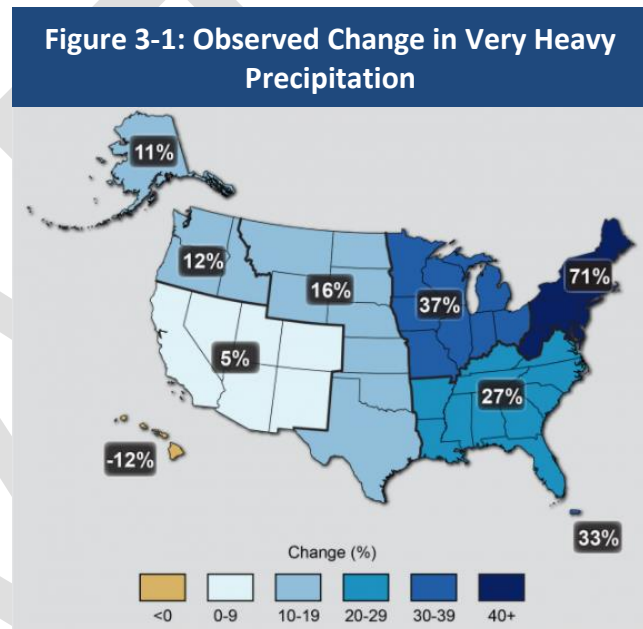 Figure 3-1: Observed Change in Very Heavy
Precipitation
11%
12%
16%
37%
71%
5%
27%
-12%
33%
Change (%)
<0 0-9 10-19 20-29 30-39 40+